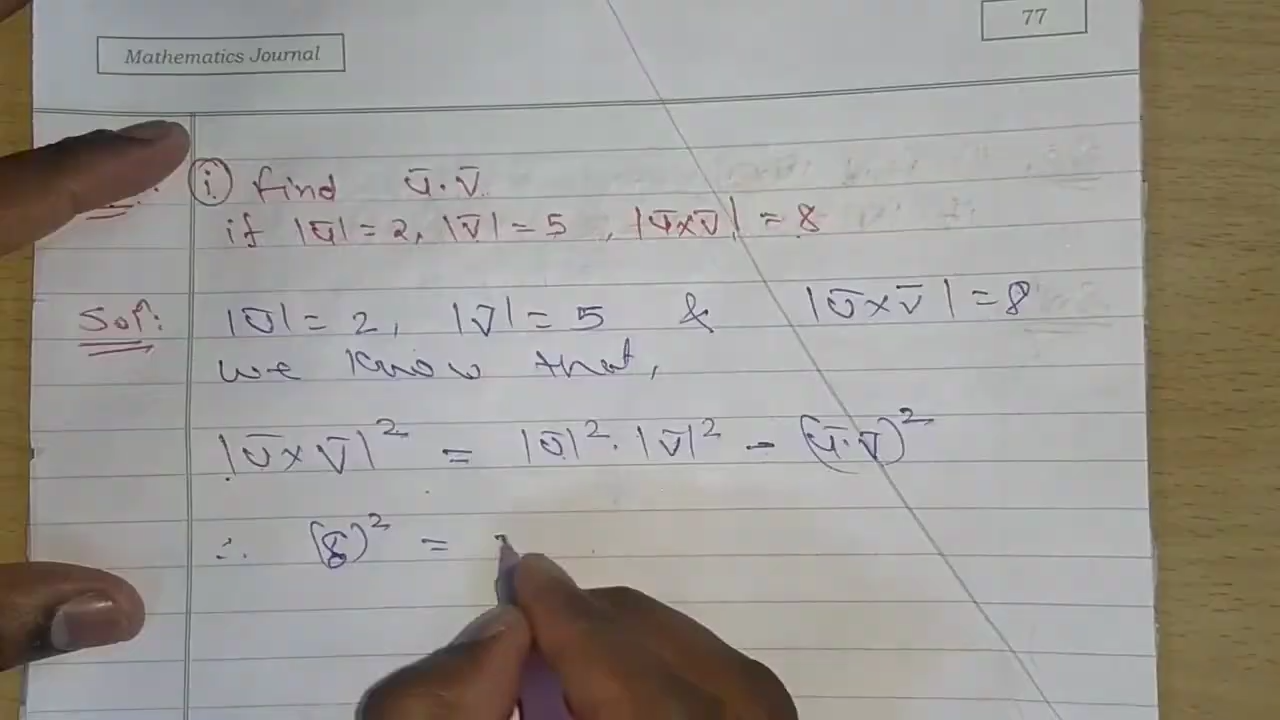 77
Mathematics Journal
(i) Find ū·v̄
if |ū| = 2, |v̄| = 5, |ū×v̄| = 8
Sol: |ū| = 2, |v̄| = 5 & |ū×v̄| = 8
we know that,
|ū×v̄|² = |ū|²·|v̄|² - (ū·v̄)²
∴ (8)² =